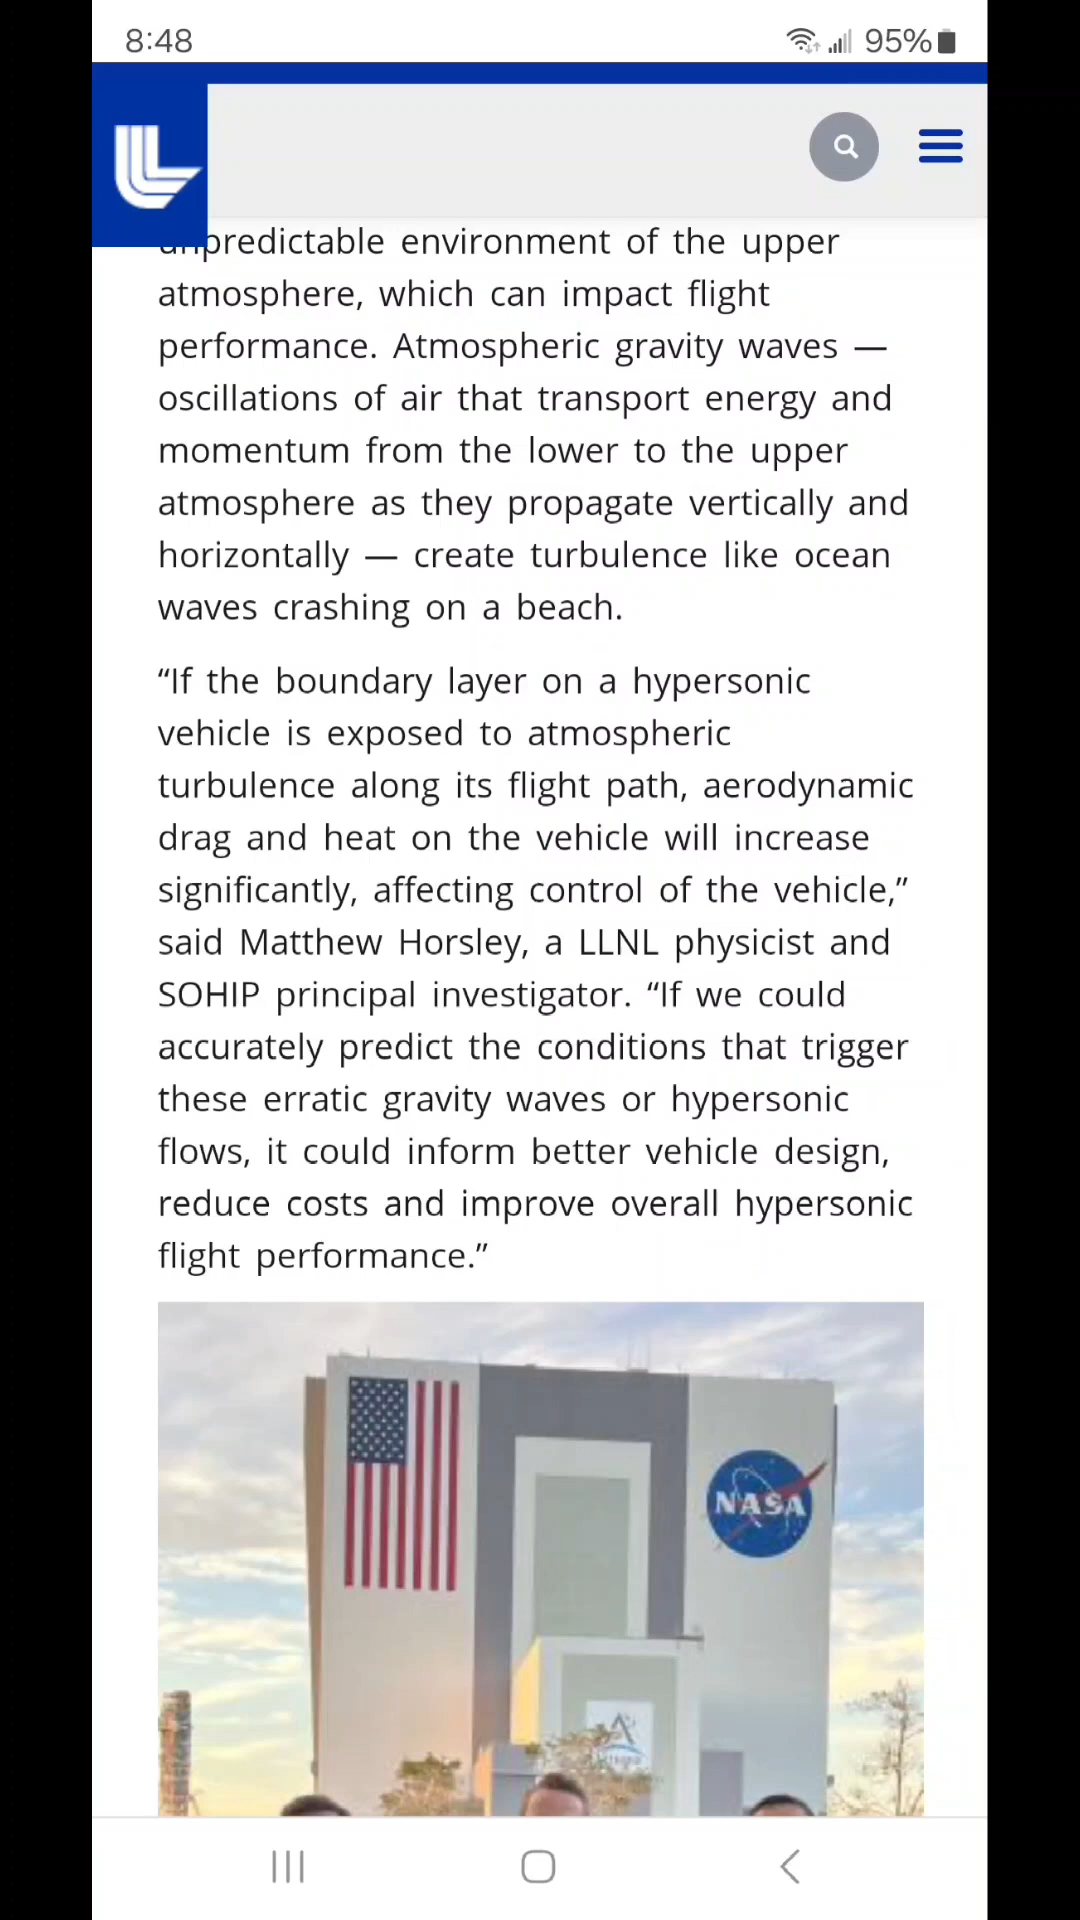 8:48
95%
unpredictable environment of the upper
atmosphere, which can impact flight
performance. Atmospheric gravity waves —
oscillations of air that transport energy and
momentum from the lower to the upper
atmosphere as they propagate vertically and
horizontally — create turbulence like ocean
waves crashing on a beach.
“If the boundary layer on a hypersonic
vehicle is exposed to atmospheric
turbulence along its flight path, aerodynamic
drag and heat on the vehicle will increase
significantly, affecting control of the vehicle,”
said Matthew Horsley, a LLNL physicist and
SOHIP principal investigator. “If we could
accurately predict the conditions that trigger
these erratic gravity waves or hypersonic
flows, it could inform better vehicle design,
reduce costs and improve overall hypersonic
flight performance.”
NASA